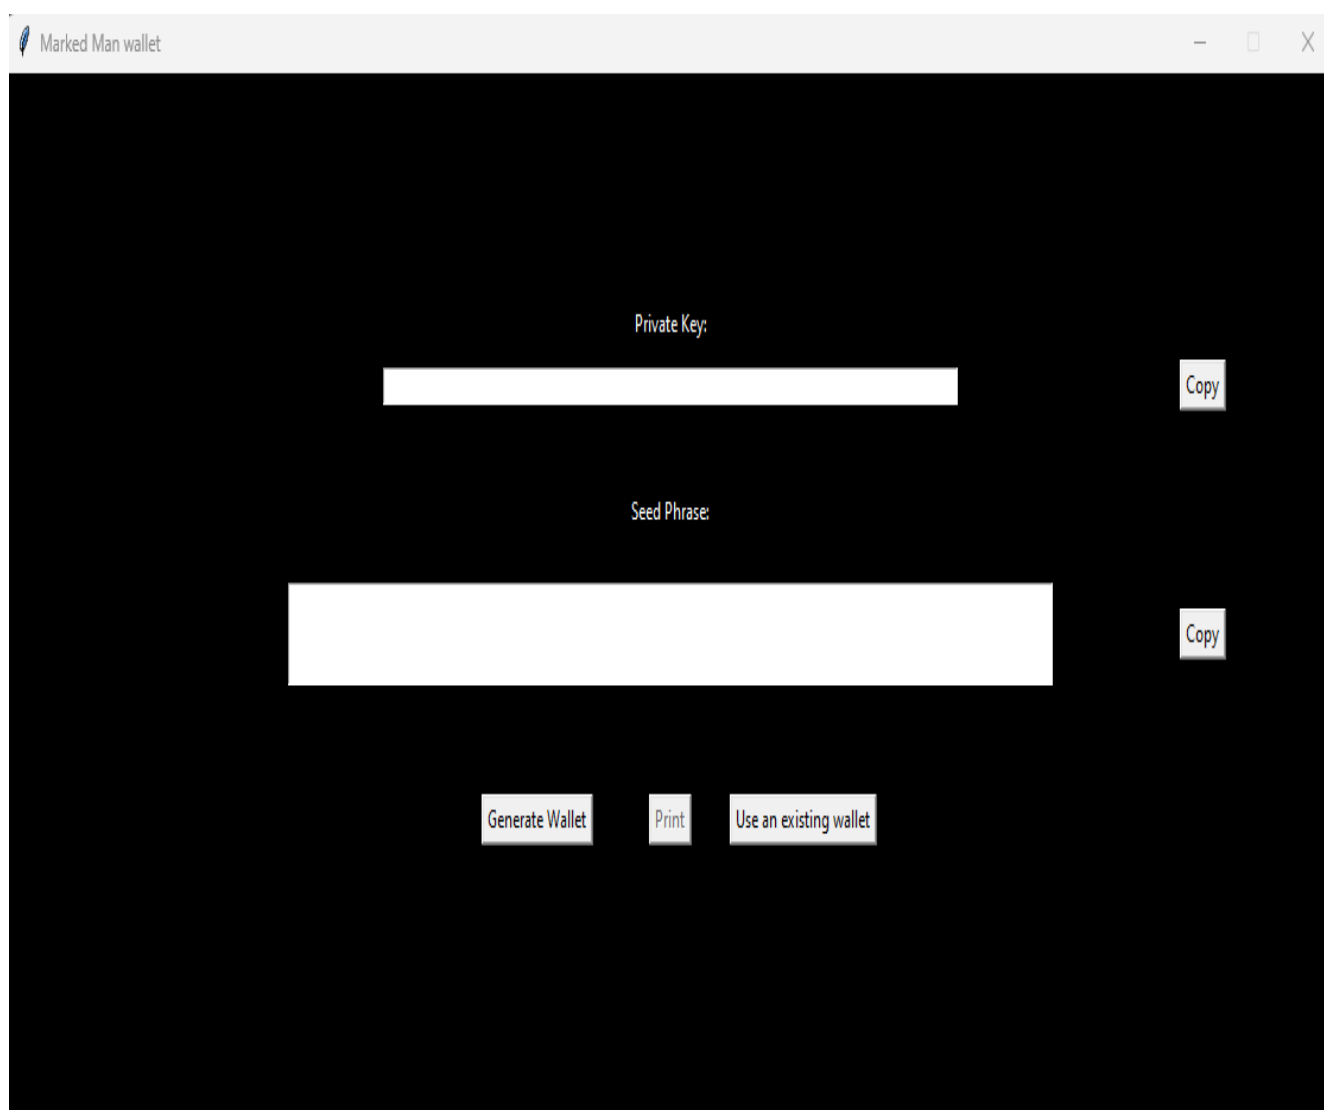 Marked Man wallet
Private Key:
Copy
Seed Phrase:
Copy
Generate Wallet Print Use an existing wallet